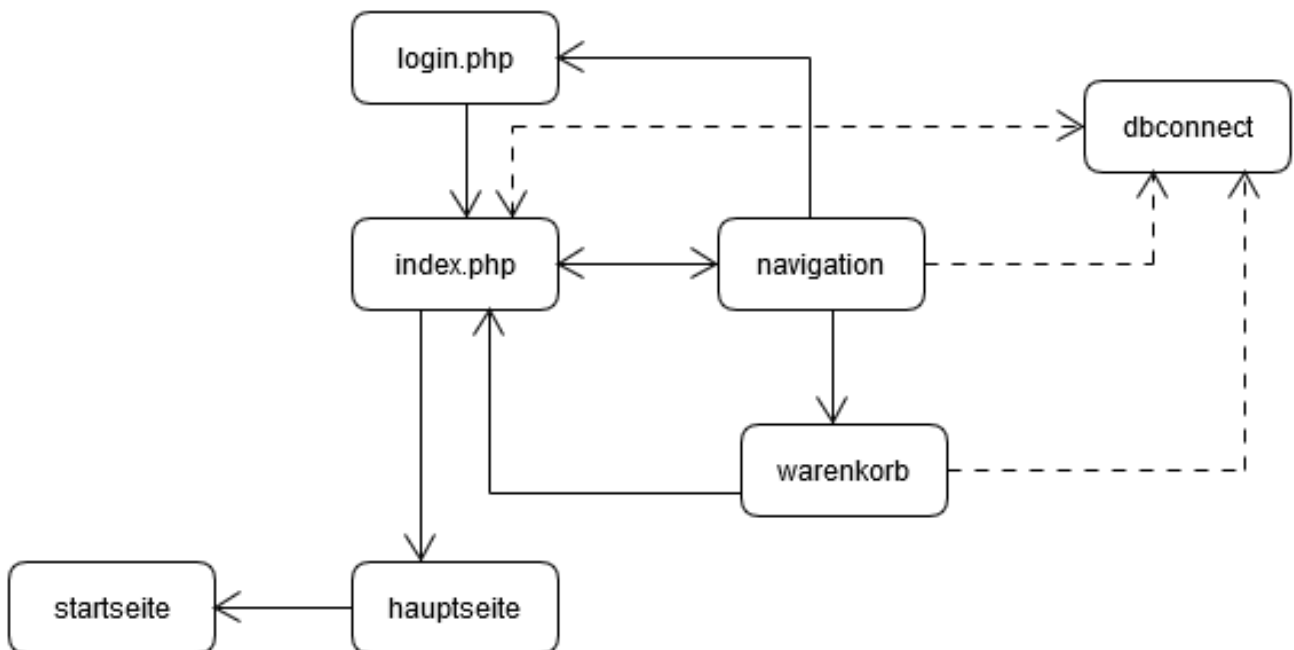 login.php
dbconnect
index.php
navigation
warenkorb
startseite
hauptseite